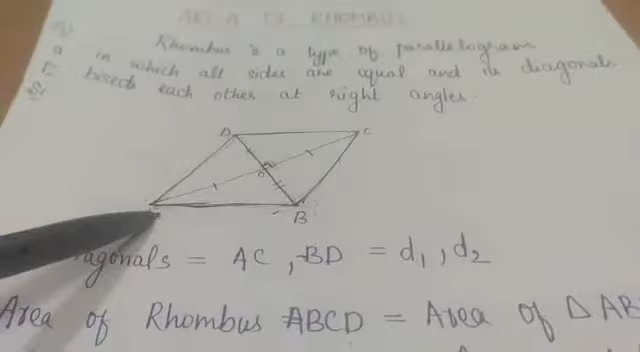 AREA OF RHOMBUS
Rhombus is a type of parallelogram
in which all sides are equal and its diagonals
bisect each other at right angles.
D
C
O
B
agonals = AC, BD = d₁, d₂
Area of Rhombus ABCD = Area of Δ AB